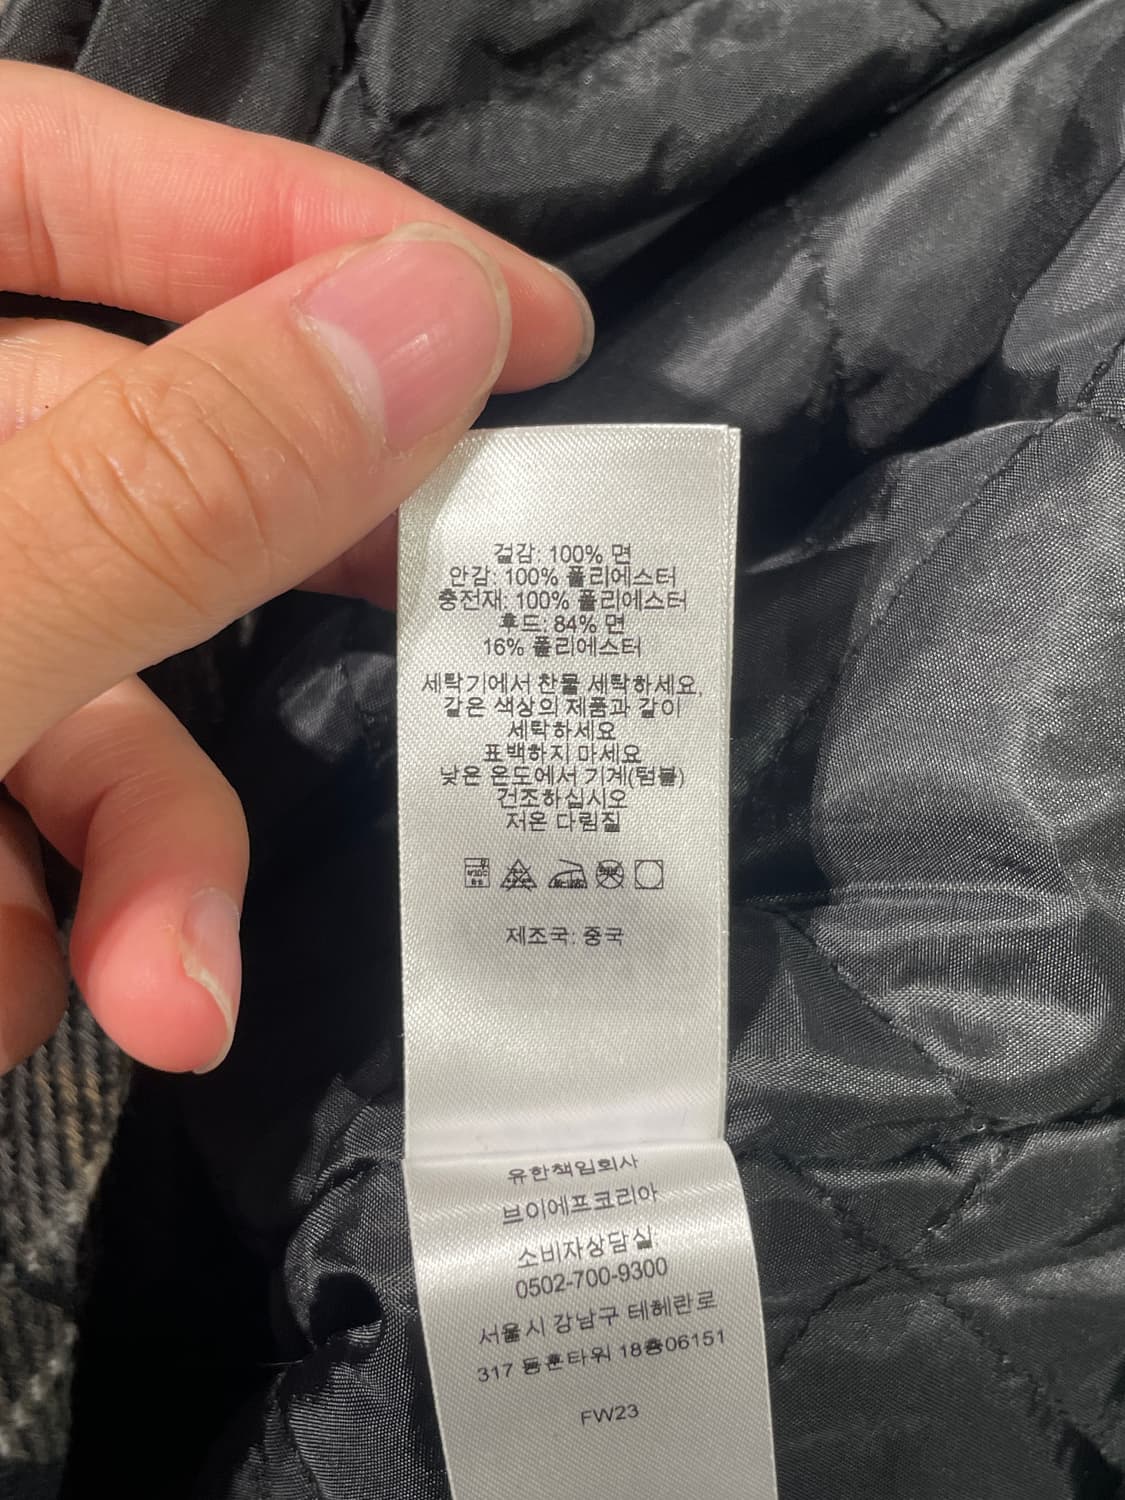 겉감: 100% 면
안감: 100% 폴리에스터
충전재: 100% 폴리에스터
후드: 84% 면
16% 폴리에스터
세탁기에서 찬물 세탁하세요,
같은 색상의 제품과 같이
세탁하세요
표백하지 마세요
낮은 온도에서 기계(텀블)
건조하십시오
저온 다림질
제조국: 중국
유한책임회사
브이에프코리아
소비자상담실:
0502-700-9300
서울시 강남구 테헤란로
317 동훈타워 18층06151
FW23